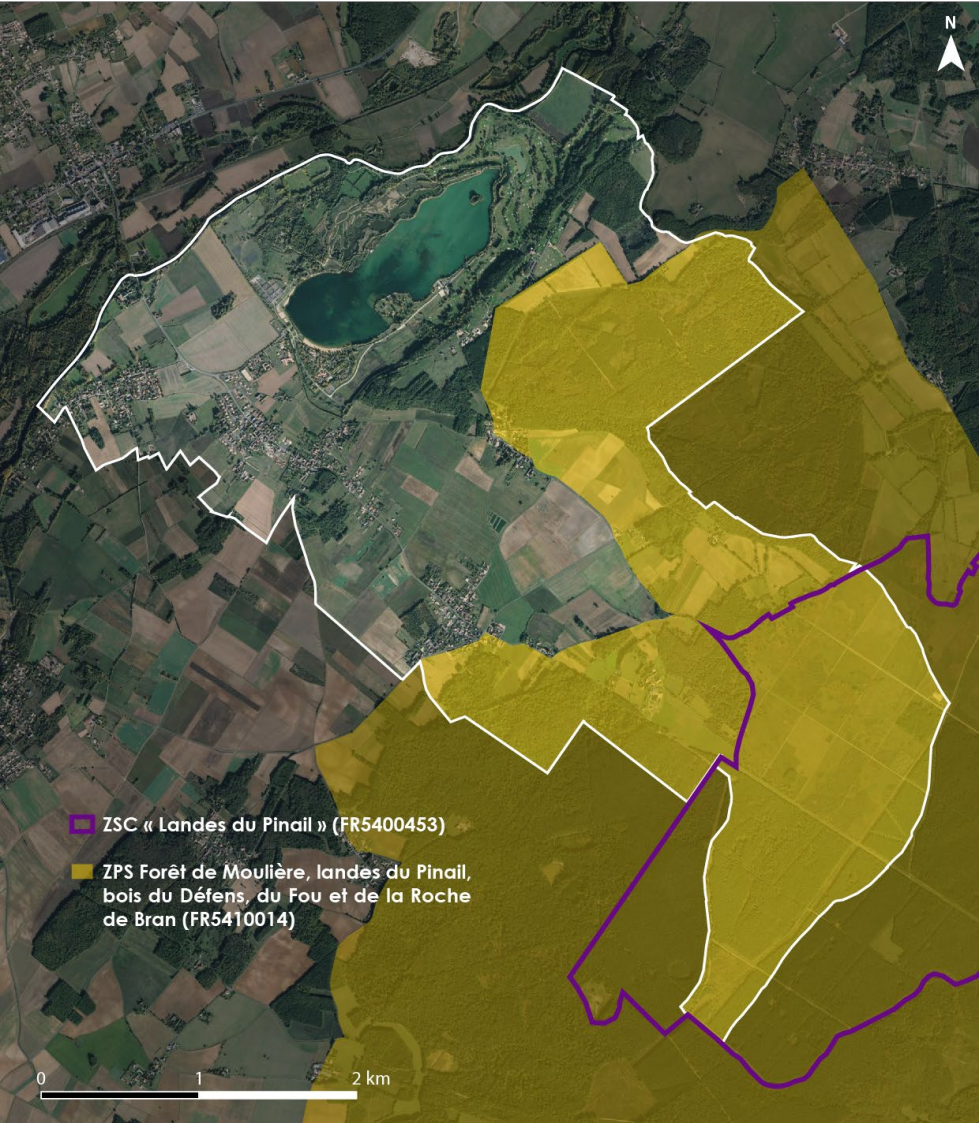 N
ZSC « Landes du Pinail » (FR5400453)
ZPS Forêt de Moulière, landes du Pinail,
bois du Défens, du Fou et de la Roche
de Bran (FR5410014)
0 1 2 km